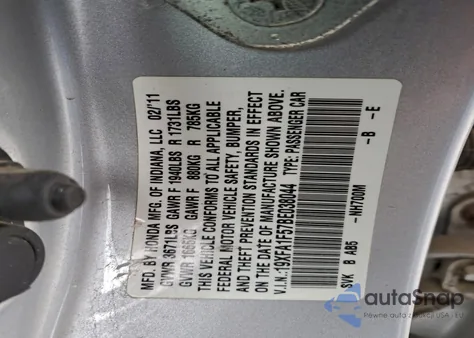 MFD. BY HONDA MFG. OF INDIANA, LLC 02/11
GVWR 3671LBS GAWR F 1940LBS R 1731LBS
GVWR 1665KG GAWR F 880KG R 785KG
THIS VEHICLE CONFORMS TO ALL APPLICABLE
FEDERAL MOTOR VEHICLE SAFETY, BUMPER,
AND THEFT PREVENTION STANDARDS IN EFFECT
ON THE DATE OF MANUFACTURE SHOWN ABOVE.
V.I.N.:19XFA1F57BE038044 TYPE: PASSENGER CAR
SVK B AB5 -NH700M -B -E
autoSnap